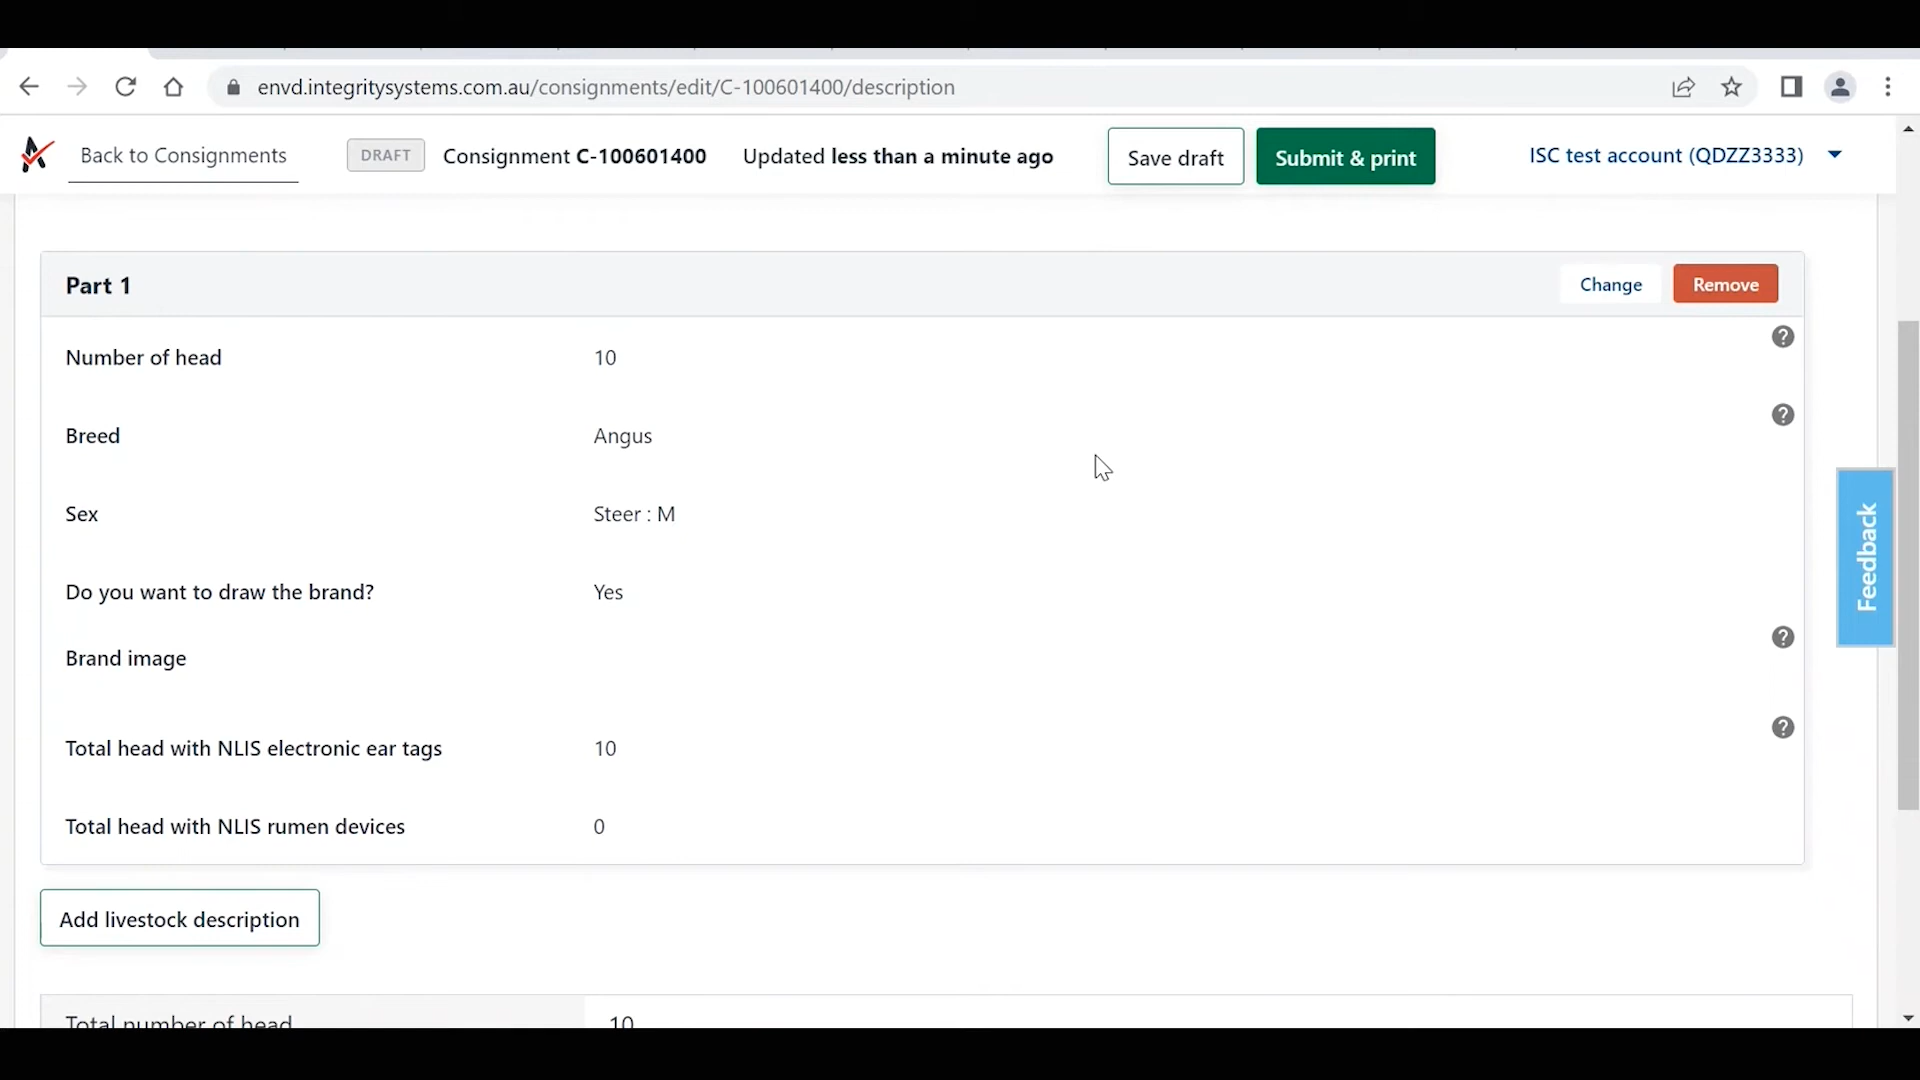 envd.integritysystems.com.au/consignments/edit/C-100601400/description
Back to Consignments
DRAFT
Consignment C-100601400
Updated less than a minute ago
Save draft
Submit & print
ISC test account (QDZZ3333)
Part 1
Change
Remove
Number of head
10
?
Breed
Angus
?
Sex
Steer : M
Do you want to draw the brand?
Yes
Brand image
?
Total head with NLIS electronic ear tags
10
?
Total head with NLIS rumen devices
0
Feedback
Add livestock description
Total number of head
10